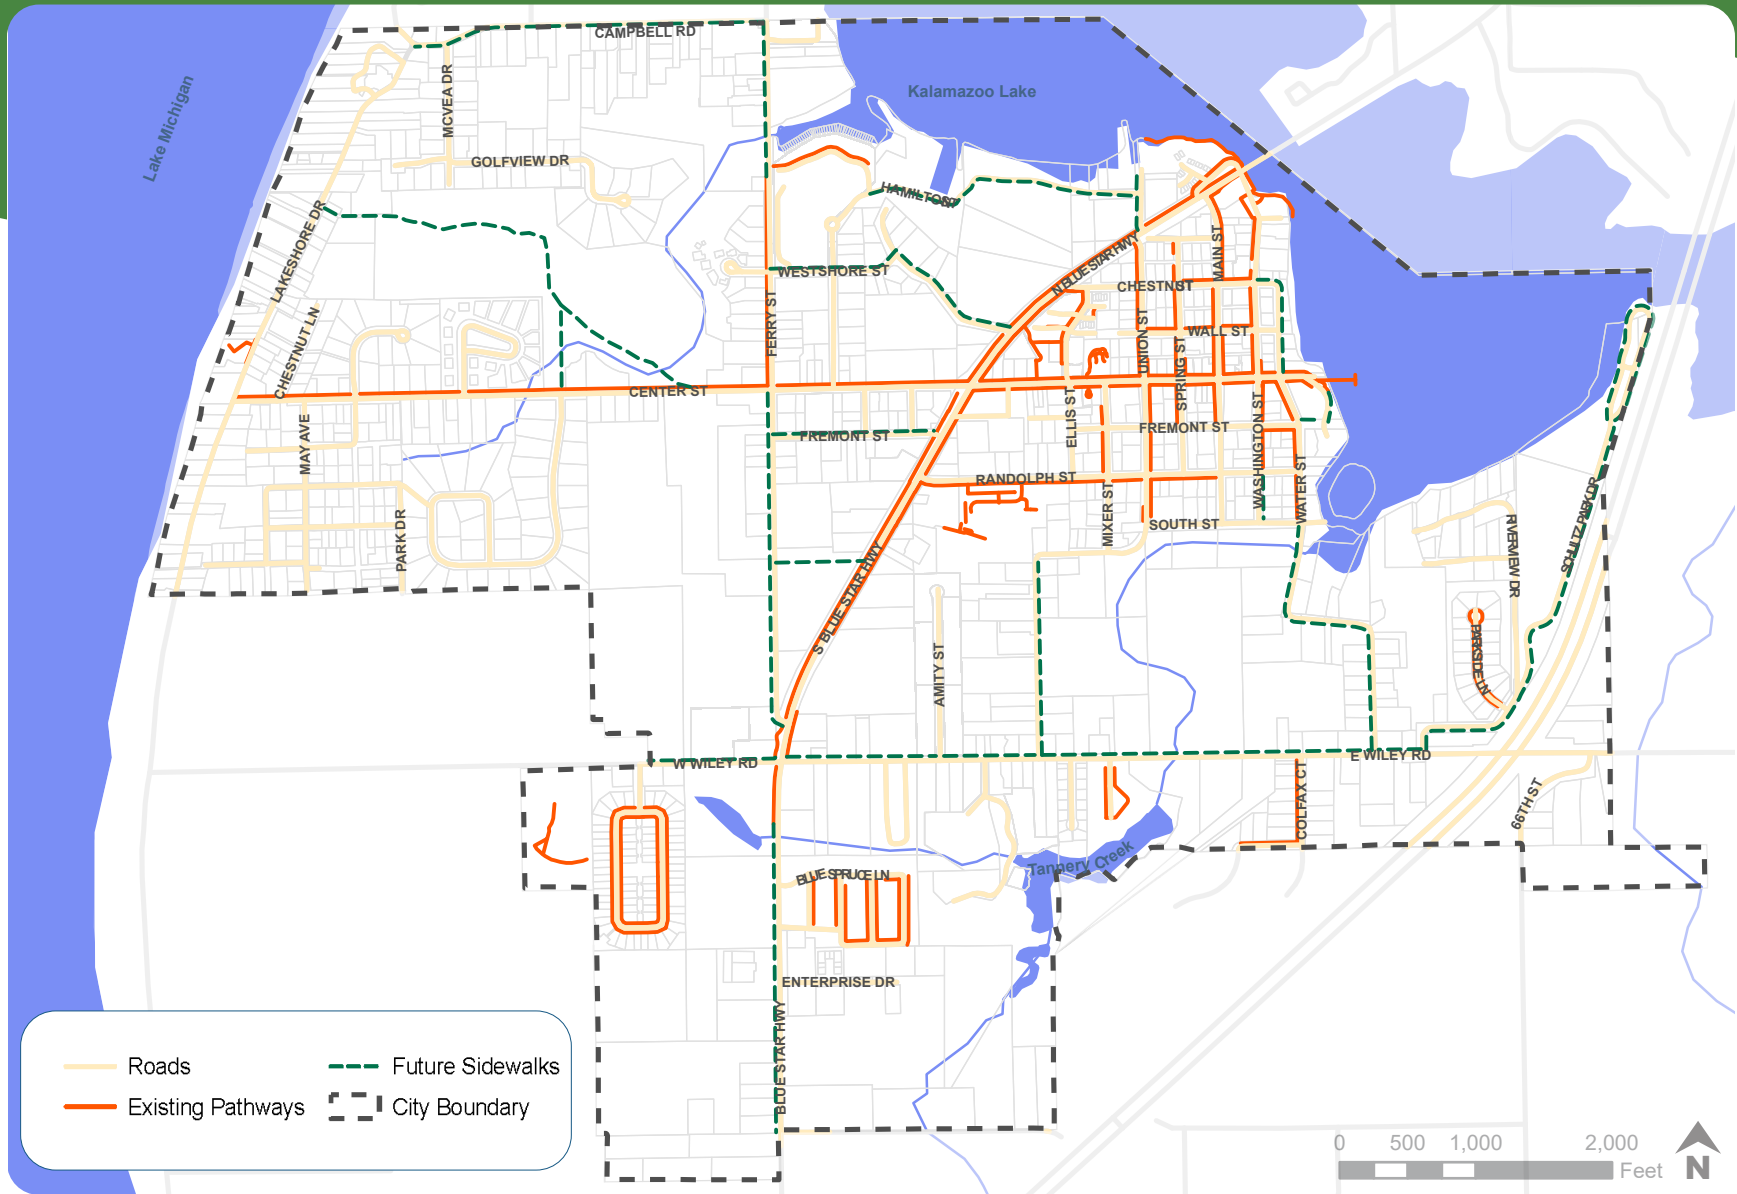 CAMPBELL RD
Lake Michigan
MCVEA DR
Kalamazoo Lake
GOLFVIEW DR
LAKESHORE DR
HAMILTON
N BLUE STAR HWY
MAIN ST
WESTSHORE ST
CHESTNUT ST
CHESTNUT LN
FERRY ST
UNION ST
WALL ST
SPRING ST
CENTER ST
ELLIS ST
WASHINGTON ST
MAY AVE
FREMONT ST
FREMONT ST
RANDOLPH ST
WATER ST
MIXER ST
SOUTH ST
PARK DR
RIVERVIEW DR
SCHULTZ PARK DR
S BLUE STAR HWY
AMITY ST
PARKSIDE LN
W WILEY RD
E WILEY RD
COLFAX CT
66TH ST
Tannery Creek
BLUE SPRUCE LN
ENTERPRISE DR
BLUE STAR HWY
Roads
Future Sidewalks
Existing Pathways
City Boundary
0 500 1,000 2,000
Feet
N